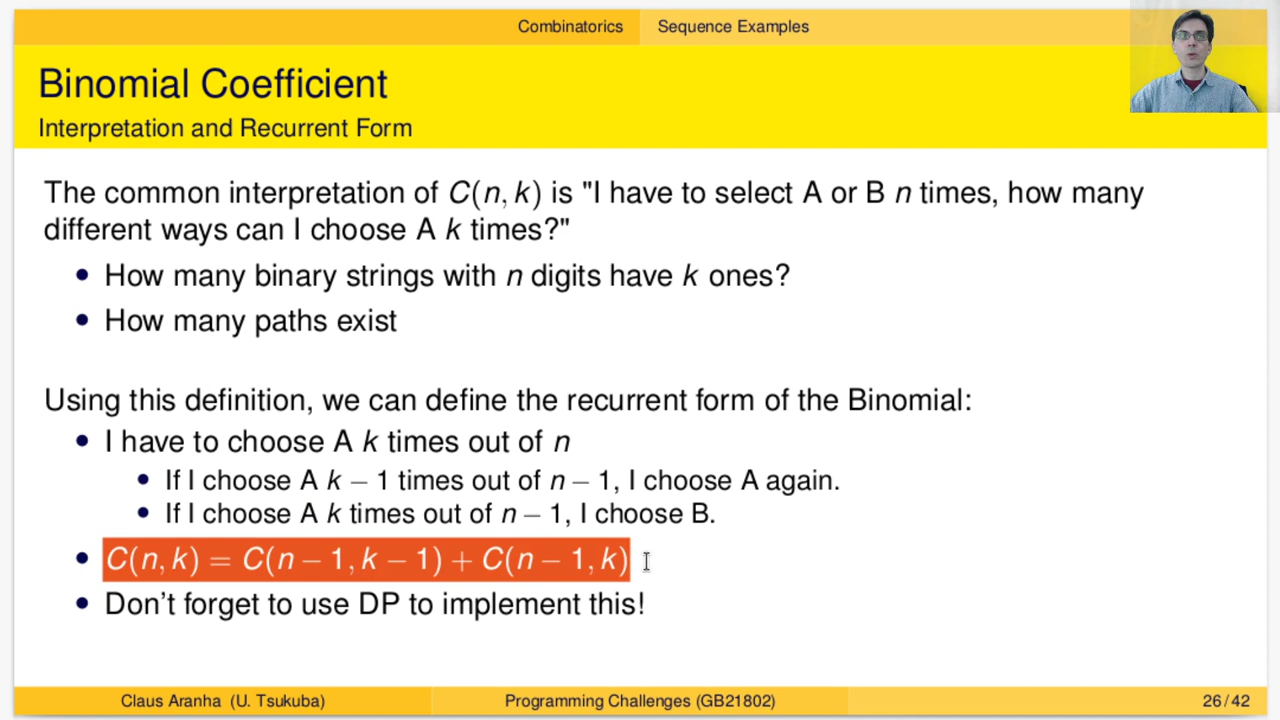 Combinatorics Sequence Examples
Binomial Coefficient
Interpretation and Recurrent Form
The common interpretation of C(n, k) is "I have to select A or B n times, how many
different ways can I choose A k times?"
• How many binary strings with n digits have k ones?
• How many paths exist
Using this definition, we can define the recurrent form of the Binomial:
• I have to choose A k times out of n
• If I choose A k − 1 times out of n − 1, I choose A again.
• If I choose A k times out of n − 1, I choose B.
• C(n, k) = C(n − 1, k − 1) + C(n − 1, k)
• Don't forget to use DP to implement this!
Claus Aranha (U. Tsukuba) Programming Challenges (GB21802) 26 / 42